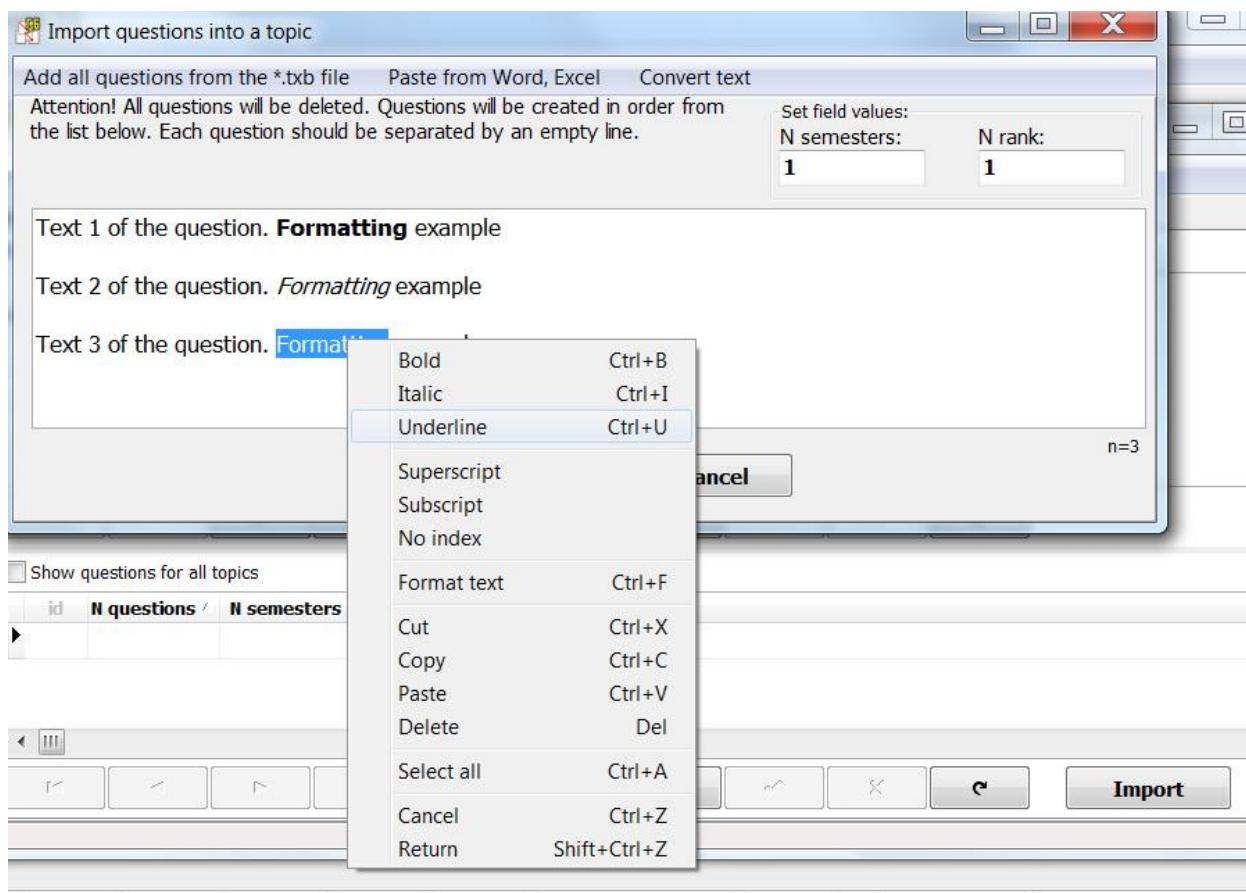 Import questions into a topic
Add all questions from the *.txb file Paste from Word, Excel Convert text
Attention! All questions will be deleted. Questions will be created in order from
the list below. Each question should be separated by an empty line.
Set field values:
N semesters: N rank:
1 1
Text 1 of the question. Formatting example
Text 2 of the question. Formatting example
Text 3 of the question.
Bold Ctrl+B
Italic Ctrl+I
Underline Ctrl+U
Superscript
Subscript
No index
Format text Ctrl+F
Cut Ctrl+X
Copy Ctrl+C
Paste Ctrl+V
Delete Del
Select all Ctrl+A
Cancel Ctrl+Z
Return Shift+Ctrl+Z
n=3
Show questions for all topics
id N questions N semesters
Import